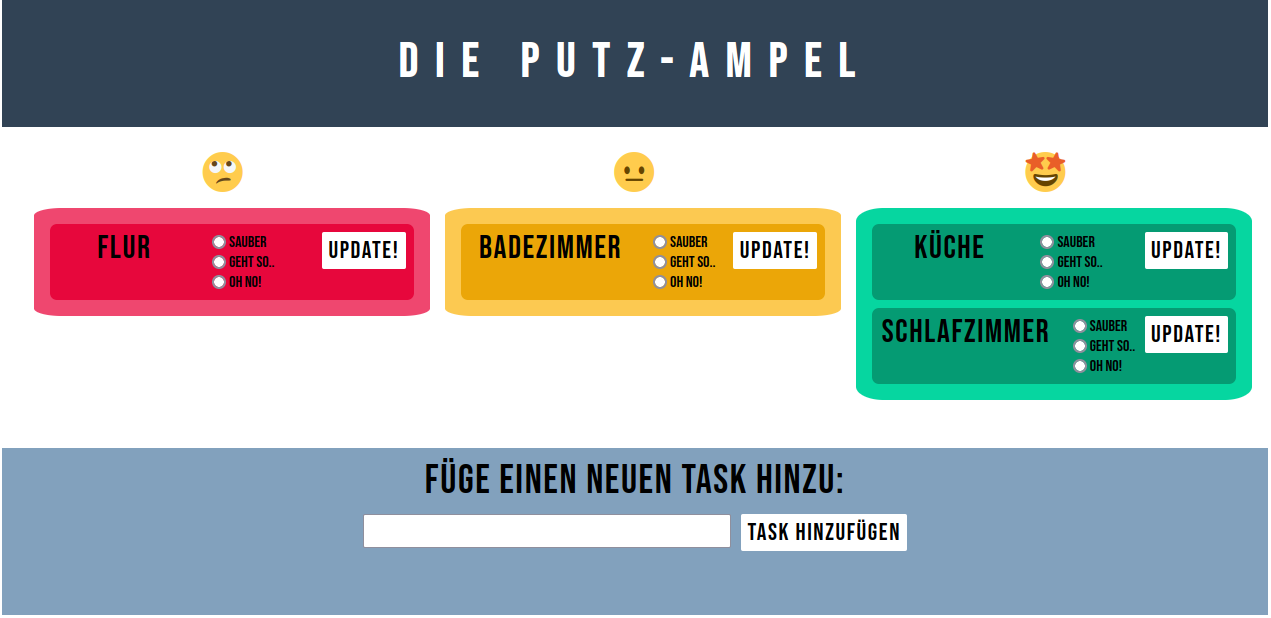 DIE PUTZ-AMPEL
FLUR
SAUBER
GEHT SO..
OH NO!
UPDATE!
BADEZIMMER
SAUBER
GEHT SO..
OH NO!
UPDATE!
KÜCHE
SAUBER
GEHT SO..
OH NO!
UPDATE!
SCHLAFZIMMER
SAUBER
GEHT SO..
OH NO!
UPDATE!
FÜGE EINEN NEUEN TASK HINZU:
TASK HINZUFÜGEN